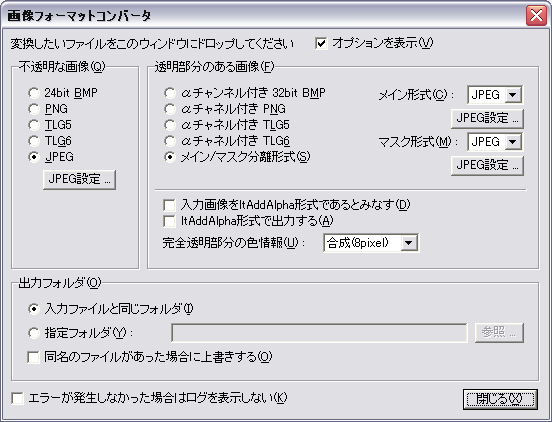 画像フォーマットコンバータ
変換したいファイルをこのウィンドウにドロップしてください オプションを表示(V)
不透明な画像(Q)
24bit BMP
PNG
TLG5
TLG6
JPEG
JPEG設定 ...
透明部分のある画像(F)
αチャンネル付き 32bit BMP
αチャネル付き PNG
αチャネル付き TLG5
αチャネル付き TLG6
メイン/マスク分離形式(S)
メイン形式(C): JPEG
JPEG設定 ...
マスク形式(M): JPEG
JPEG設定 ...
入力画像をltAddAlpha形式であるとみなす(D)
ltAddAlpha形式で出力する(A)
完全透明部分の色情報(U): 合成(8pixel)
出力フォルダ(O)
入力ファイルと同じフォルダ(I)
指定フォルダ(Y): 参照 ...
同名のファイルがあった場合に上書きする(O)
エラーが発生しなかった場合はログを表示しない(K) 閉じる(X)